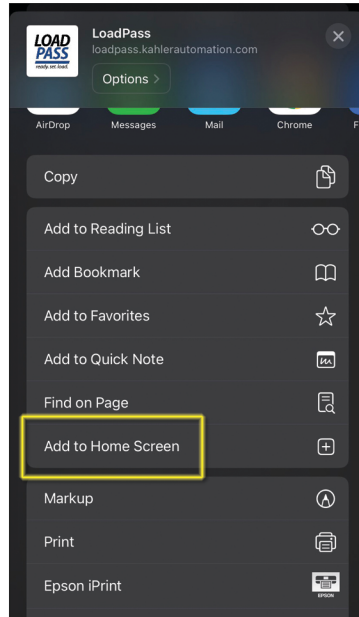 LOAD
PASS
ready. set. load.
LoadPass
loadpass.kahlerautomation.com
Options >
AirDrop Messages Mail Chrome F
Copy
Add to Reading List
Add Bookmark
Add to Favorites
Add to Quick Note
Find on Page
Add to Home Screen
Markup
Print
Epson iPrint
EPSON